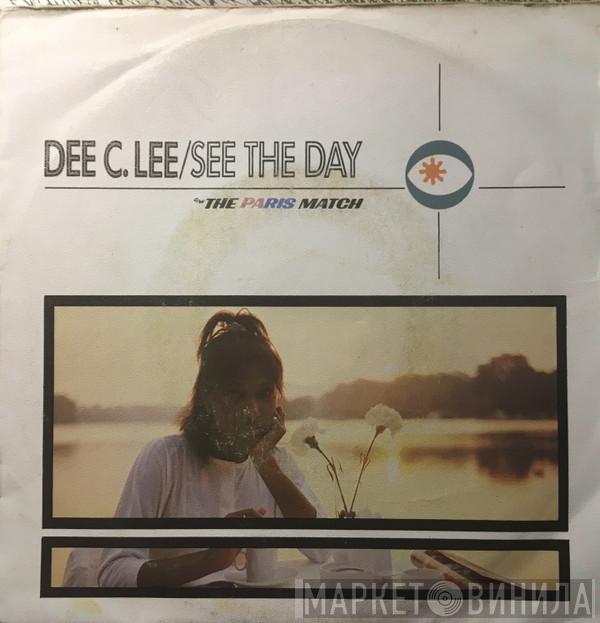 DEE C. LEE/SEE THE DAY
c/w THE PARIS MATCH
МАРКЕТ ВИНИЛА